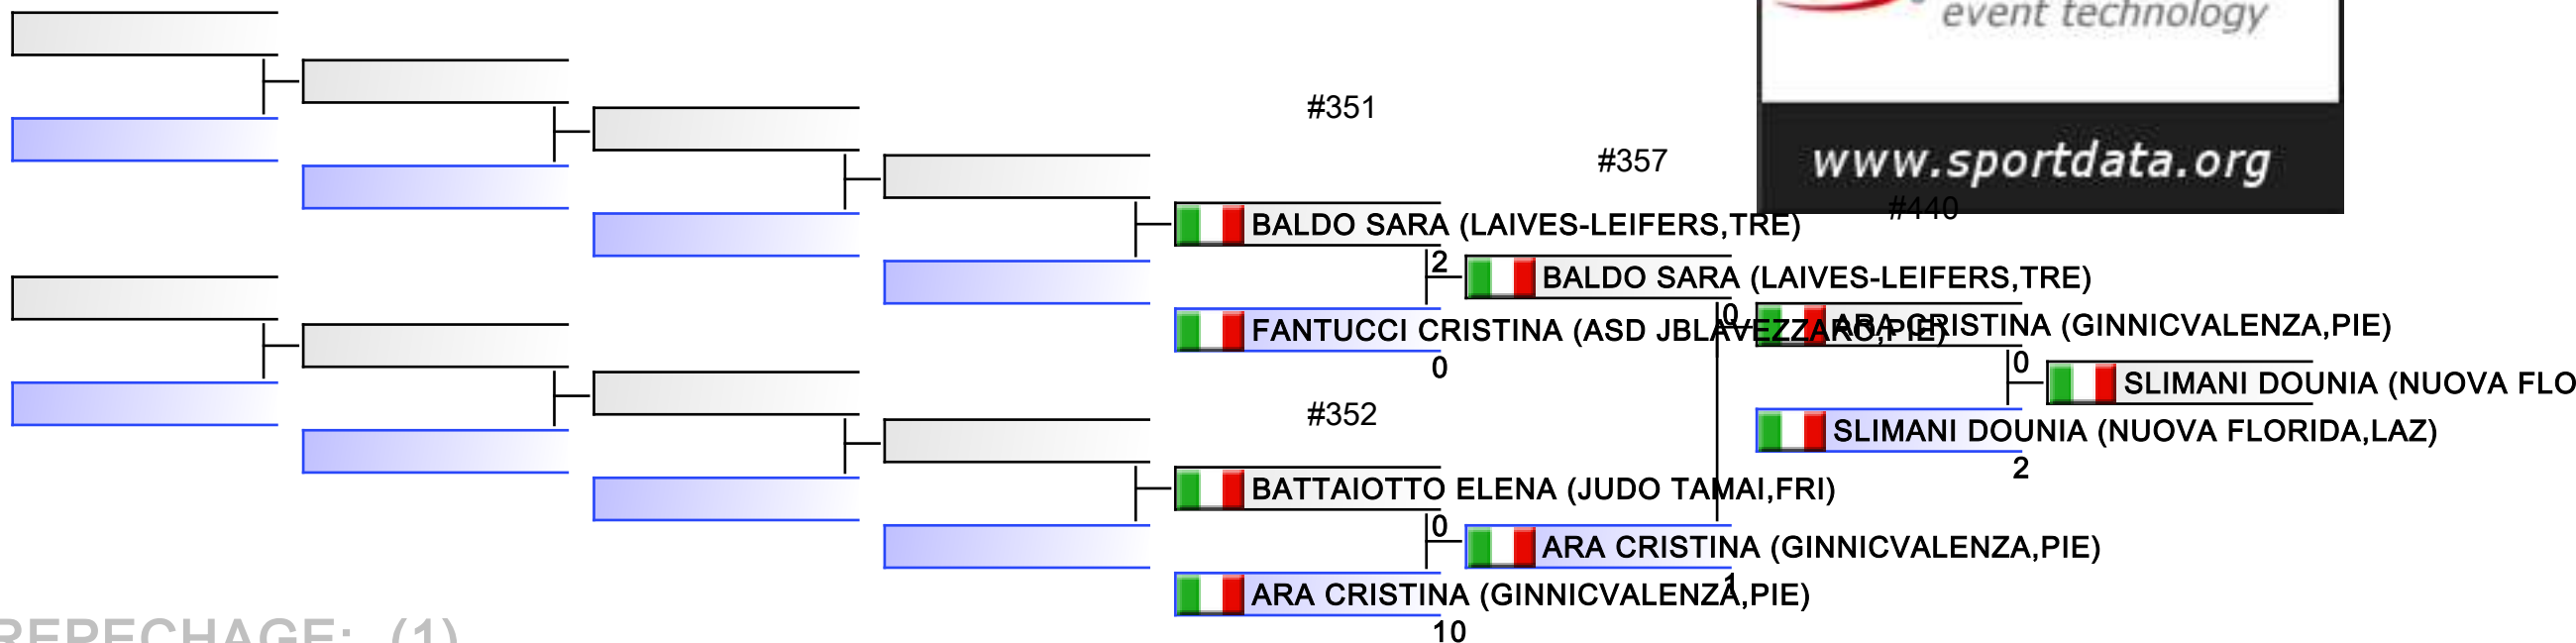 event technology
www.sportdata.org
#351
#357
#440
BALDO SARA (LAIVES-LEIFERS,TRE)
2
BALDO SARA (LAIVES-LEIFERS,TRE)
0
FANTUCCI CRISTINA (ASD JBLAVEZZARO,PIE)
0
ARA CRISTINA (GINNICVALENZA,PIE)
0
SLIMANI DOUNIA (NUOVA FLO
SLIMANI DOUNIA (NUOVA FLORIDA,LAZ)
2
#352
BATTAIOTTO ELENA (JUDO TAMAI,FRI)
0
ARA CRISTINA (GINNICVALENZA,PIE)
1
ARA CRISTINA (GINNICVALENZA,PIE)
10
REPECHAGE: (1)